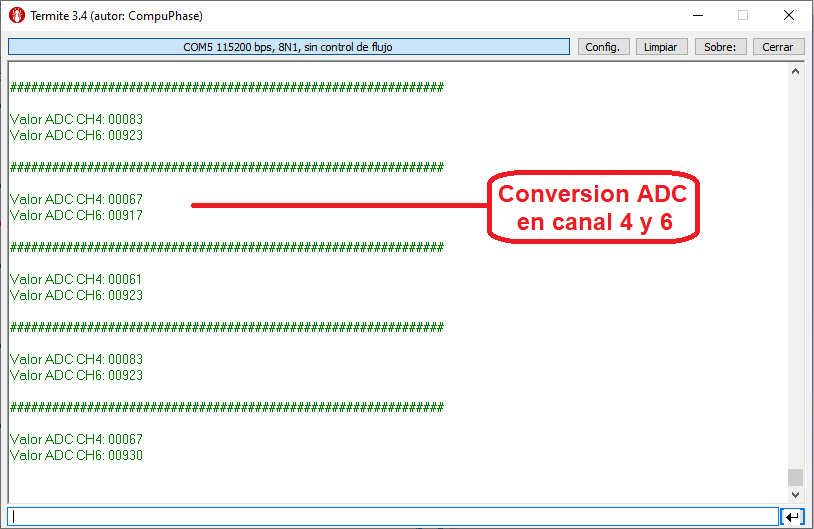 Termite 3.4 (autor: CompuPhase)
COM5 115200 bps, 8N1, sin control de flujo
Config.
Limpiar
Sobre:
Cerrar
##############################################################
Valor ADC CH4: 00083
Valor ADC CH6: 00923
##############################################################
Valor ADC CH4: 00067
Valor ADC CH6: 00917
Conversion ADC
en canal 4 y 6
##############################################################
Valor ADC CH4: 00061
Valor ADC CH6: 00923
##############################################################
Valor ADC CH4: 00083
Valor ADC CH6: 00923
##############################################################
Valor ADC CH4: 00067
Valor ADC CH6: 00930